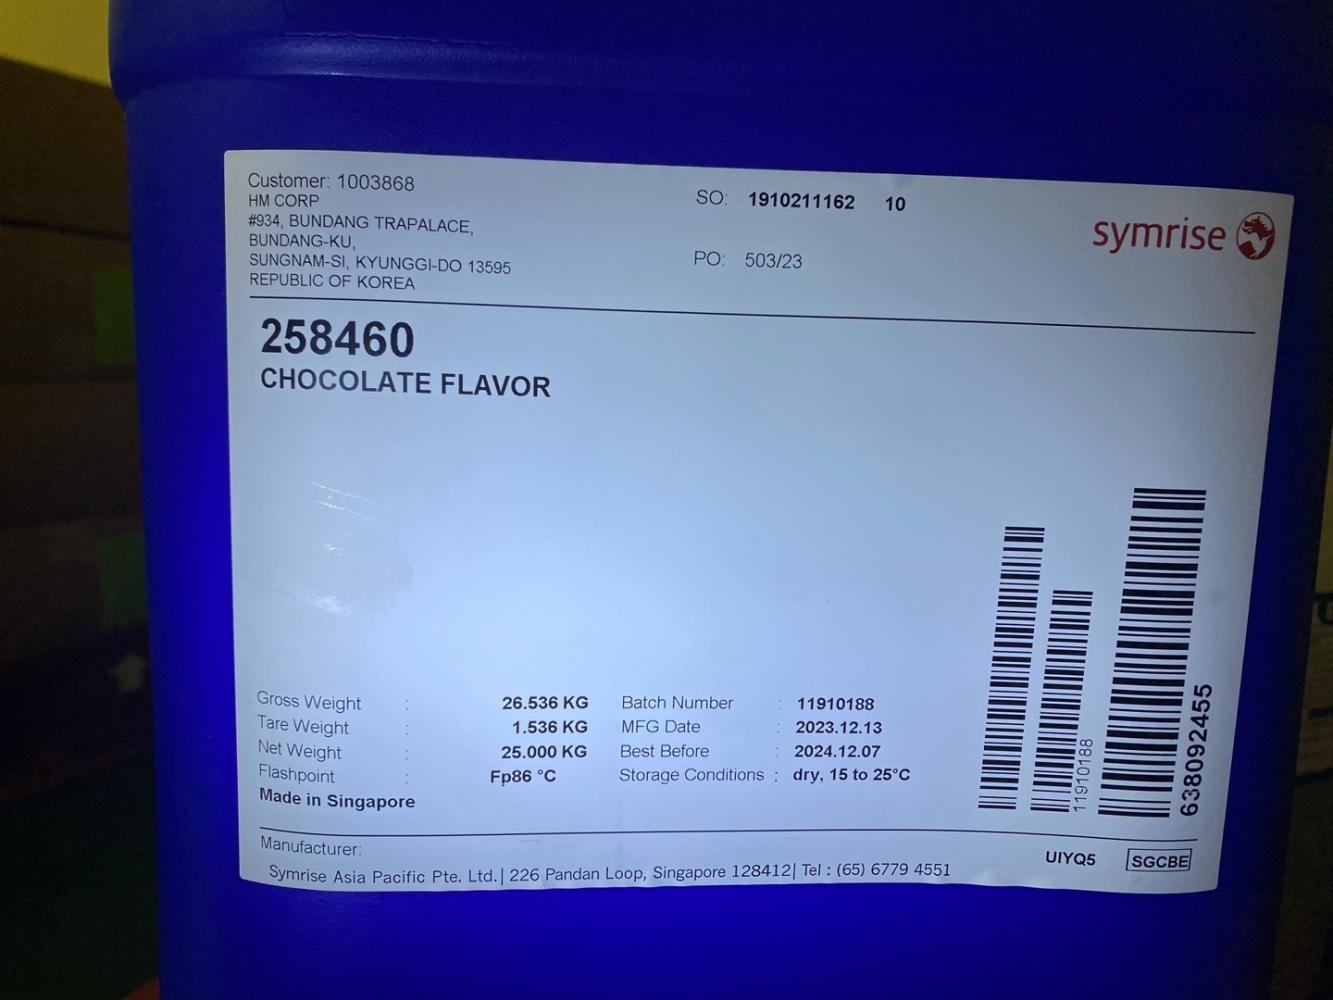 Customer: 1003868
HM CORP
#934, BUNDANG TRAPALACE,
BUNDANG-KU,
SUNGNAM-SI, KYUNGGI-DO 13595
REPUBLIC OF KOREA
SO: 1910211162 10
PO: 503/23
symrise
258460
CHOCOLATE FLAVOR
Gross Weight : 26.536 KG
Tare Weight : 1.536 KG
Net Weight : 25.000 KG
Flashpoint : Fp86 °C
Made in Singapore
Batch Number : 11910188
MFG Date : 2023.12.13
Best Before : 2024.12.07
Storage Conditions : dry, 15 to 25°C
11910188
638092455
Manufacturer:
Symrise Asia Pacific Pte. Ltd.| 226 Pandan Loop, Singapore 128412| Tel : (65) 6779 4551
UIYQ5 SGCBE